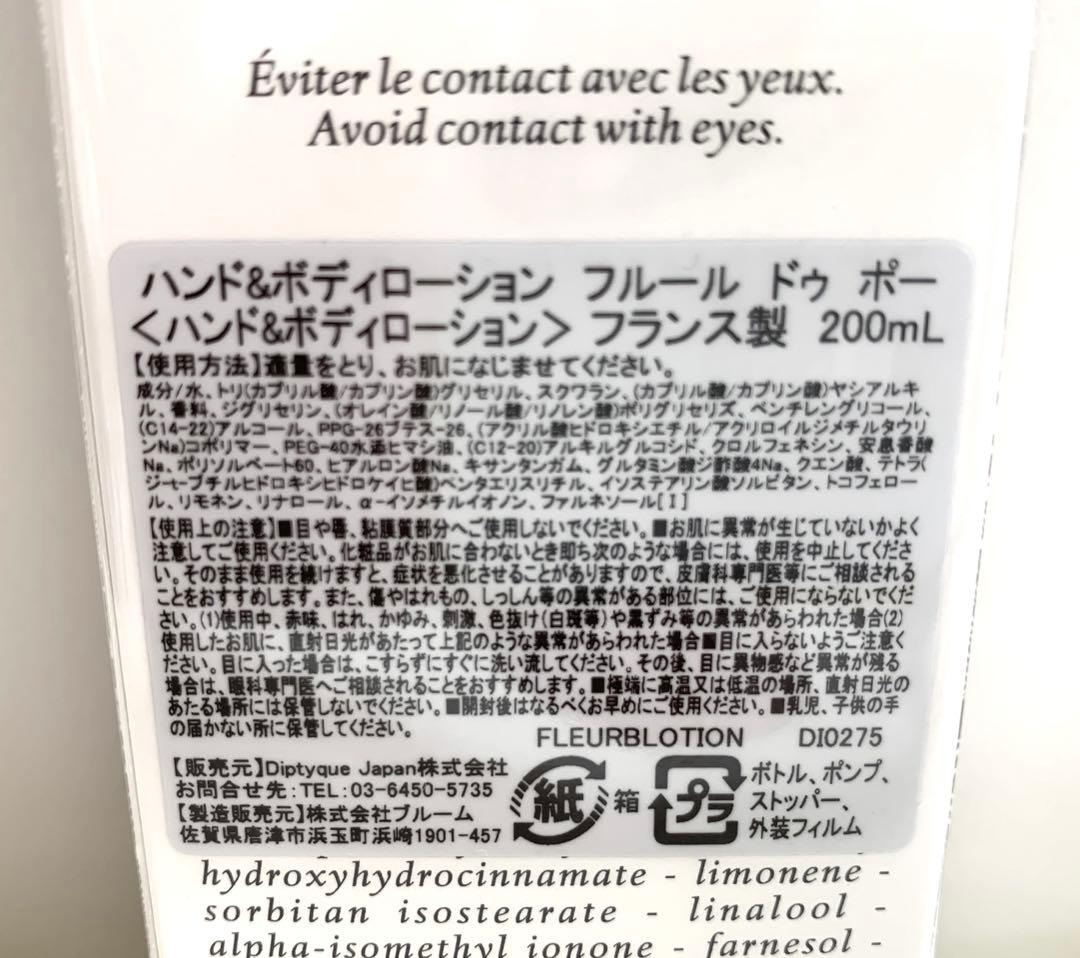 Éviter le contact avec les yeux.
Avoid contact with eyes.
ハンド&ボディローション フルール ドゥ ポー
<ハンド&ボディローション> フランス製 200mL
【使用方法】適量をとり、お肌になじませてください。
成分/水、トリ(カプリル酸/カプリン酸)グリセリル、スクワラン、(カプリル酸/カプリン酸)ヤシアルキ
ル、香料、ジグリセリン、(オレイン酸/リノール酸/リノレン酸)ポリグリセリズ、ペンチレングリコール、
(C14-22)アルコール、PPG-26ブテス-26、(アクリル酸ヒドロキシエチル/アクリロイルジメチルタウリ
ンNa)コポリマー、PEG-40水添ヒマシ油、(C12-20)アルキルグルコシド、クロルフェネシン、安息香酸
Na、ポリソルベート60、ヒアルロン酸Na、キサンタンガム、グルタミン酸ジ酢酸4Na、クエン酸、テトラ(
ジ-t-ブチルヒドロキシヒドロケイヒ酸)ペンタエリスリチル、イソステアリン酸ソルビタン、トコフェロー
ル、リモネン、リナロール、α-イソメチルイオノン、ファルネソール[I]
【使用上の注意】■目や唇、粘膜質部分へご使用しないでください。■お肌に異常が生じていないかよく
注意してご使用ください。化粧品がお肌に合わないとき即ち次のような場合には、使用を中止してくださ
い。そのまま使用を続けますと、症状を悪化させることがありますので、皮膚科専門医等にご相談される
ことをおすすめします。また、傷やはれもの、しっしん等の異常がある部位には、ご使用にならないでくだ
さい。(1)使用中、赤味、はれ、かゆみ、刺激、色抜け(白斑等)や黒ずみ等の異常があらわれた場合(2)
使用したお肌に、直射日光があたって上記のような異常があらわれた場合■目に入らないようご注意く
ださい。目に入った場合は、こすらずにすぐに洗い流してください。その後、目に異物感など異常が残る
場合は、眼科専門医へご相談されることをおすすめします。■極端に高温又は低温の場所、直射日光の
あたる場所には保管しないでください。■開封後はなるべくお早めにご使用ください。■乳児、子供の手
の届かない所に保管してください。
FLEURBLOTION DI0275
【販売元】Diptyque Japan株式会社
お問合せ先:TEL:03-6450-5735
【製造販売元】株式会社ブルーム
佐賀県唐津市浜玉町浜崎1901-457
紙 箱
プラ
ボトル、ポンプ、
ストッパー、
外装フィルム
hydroxyhydrocinnamate - limonene -
sorbitan isostearate - linalool -
alpha-isomethyl ionone - farnesol -